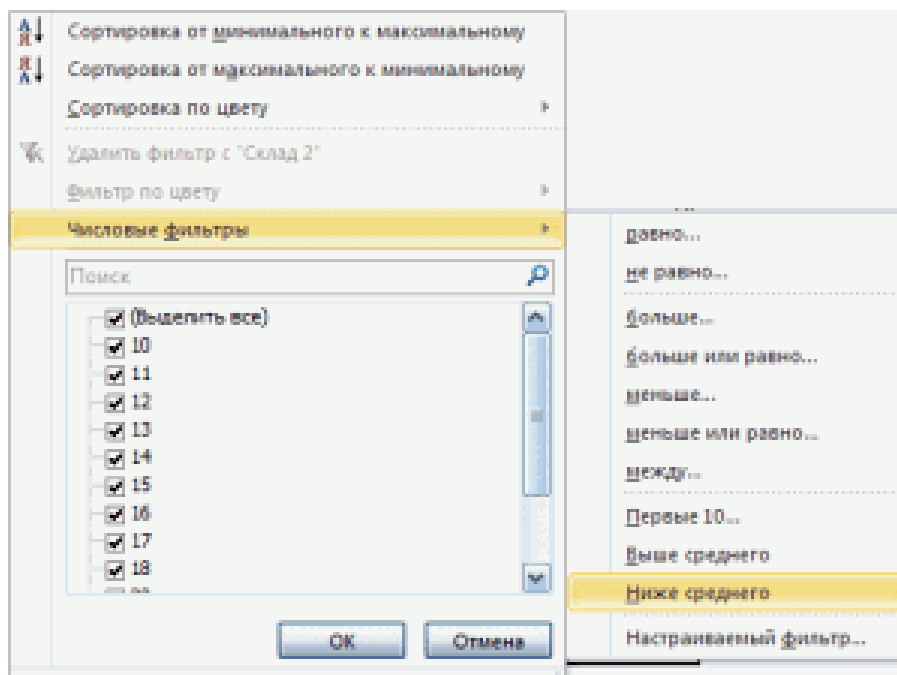 Сортировка от минимального к максимальному
Сортировка от максимального к минимальному
Сортировка по цвету
Удалить фильтр с "Склад 2"
Фильтр по цвету
Числовые фильтры
Поиск
(Выделить все)
10
11
12
13
14
15
16
17
18
ОК
Отмена
равно...
не равно...
больше...
больше или равно...
меньше...
меньше или равно...
между...
Первые 10...
Выше среднего
Ниже среднего
Настраиваемый фильтр...